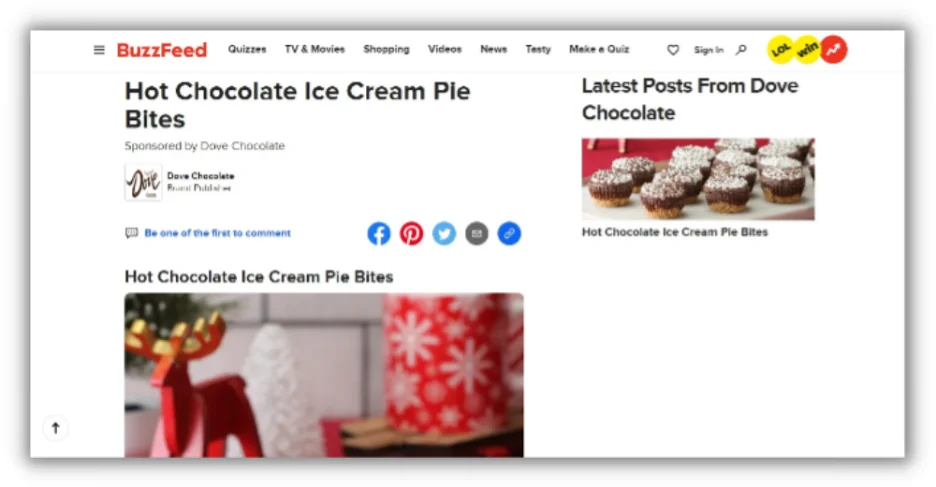 BuzzFeed Quizzes TV & Movies Shopping Videos News Tasty Make a Quiz Sign In LOL win
Hot Chocolate Ice Cream Pie
Bites
Sponsored by Dove Chocolate
Dove
Dove Chocolate
Brand Publisher
Be one of the first to comment
Hot Chocolate Ice Cream Pie Bites
Latest Posts From Dove
Chocolate
Hot Chocolate Ice Cream Pie Bites